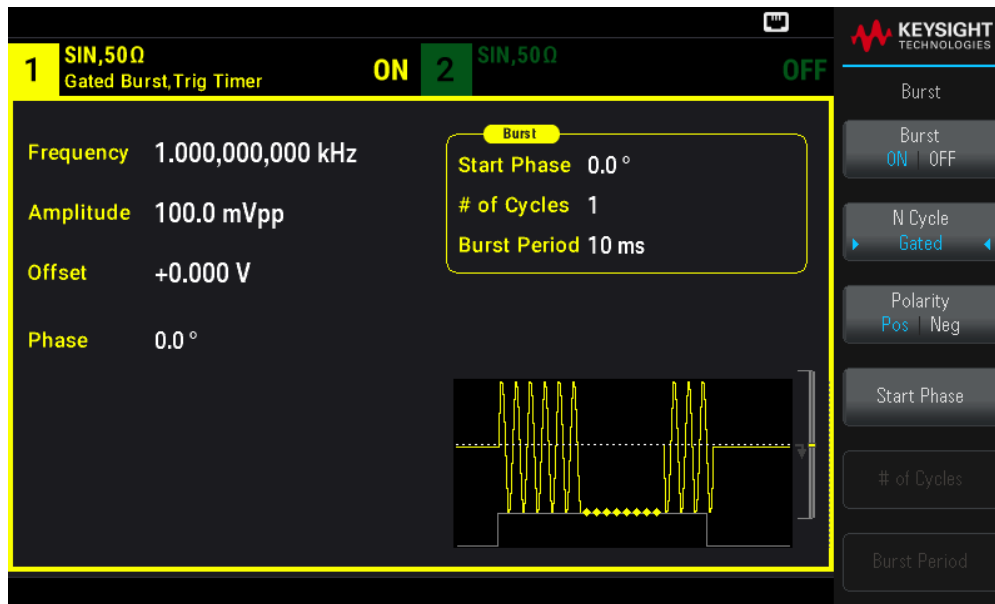 KEYSIGHT
TECHNOLOGIES
1
SIN,50Ω
Gated Burst,Trig Timer
ON
2
SIN,50Ω
OFF
Frequency 1.000,000,000 kHz
Amplitude 100.0 mVpp
Offset +0.000 V
Phase 0.0 °
Burst
Start Phase 0.0 °
# of Cycles 1
Burst Period 10 ms
Burst
Burst
ON | OFF
N Cycle
Gated
Polarity
Pos | Neg
Start Phase
# of Cycles
Burst Period